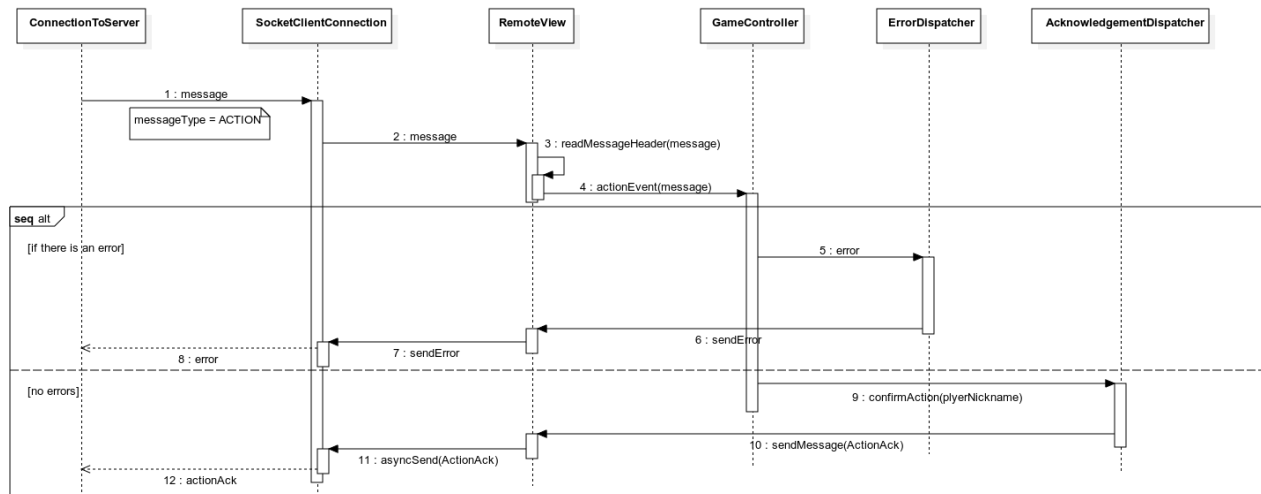 ConnectionToServer
SocketClientConnection
RemoteView
GameController
ErrorDispatcher
AcknowledgementDispatcher
1 : message
messageType = ACTION
2 : message
3 : readMessageHeader(message)
4 : actionEvent(message)
seq alt
[if there is an error]
5 : error
6 : sendError
7 : sendError
8 : error
[no errors]
9 : confirmAction(plyerNickname)
10 : sendMessage(ActionAck)
11 : asyncSend(ActionAck)
12 : actionAck